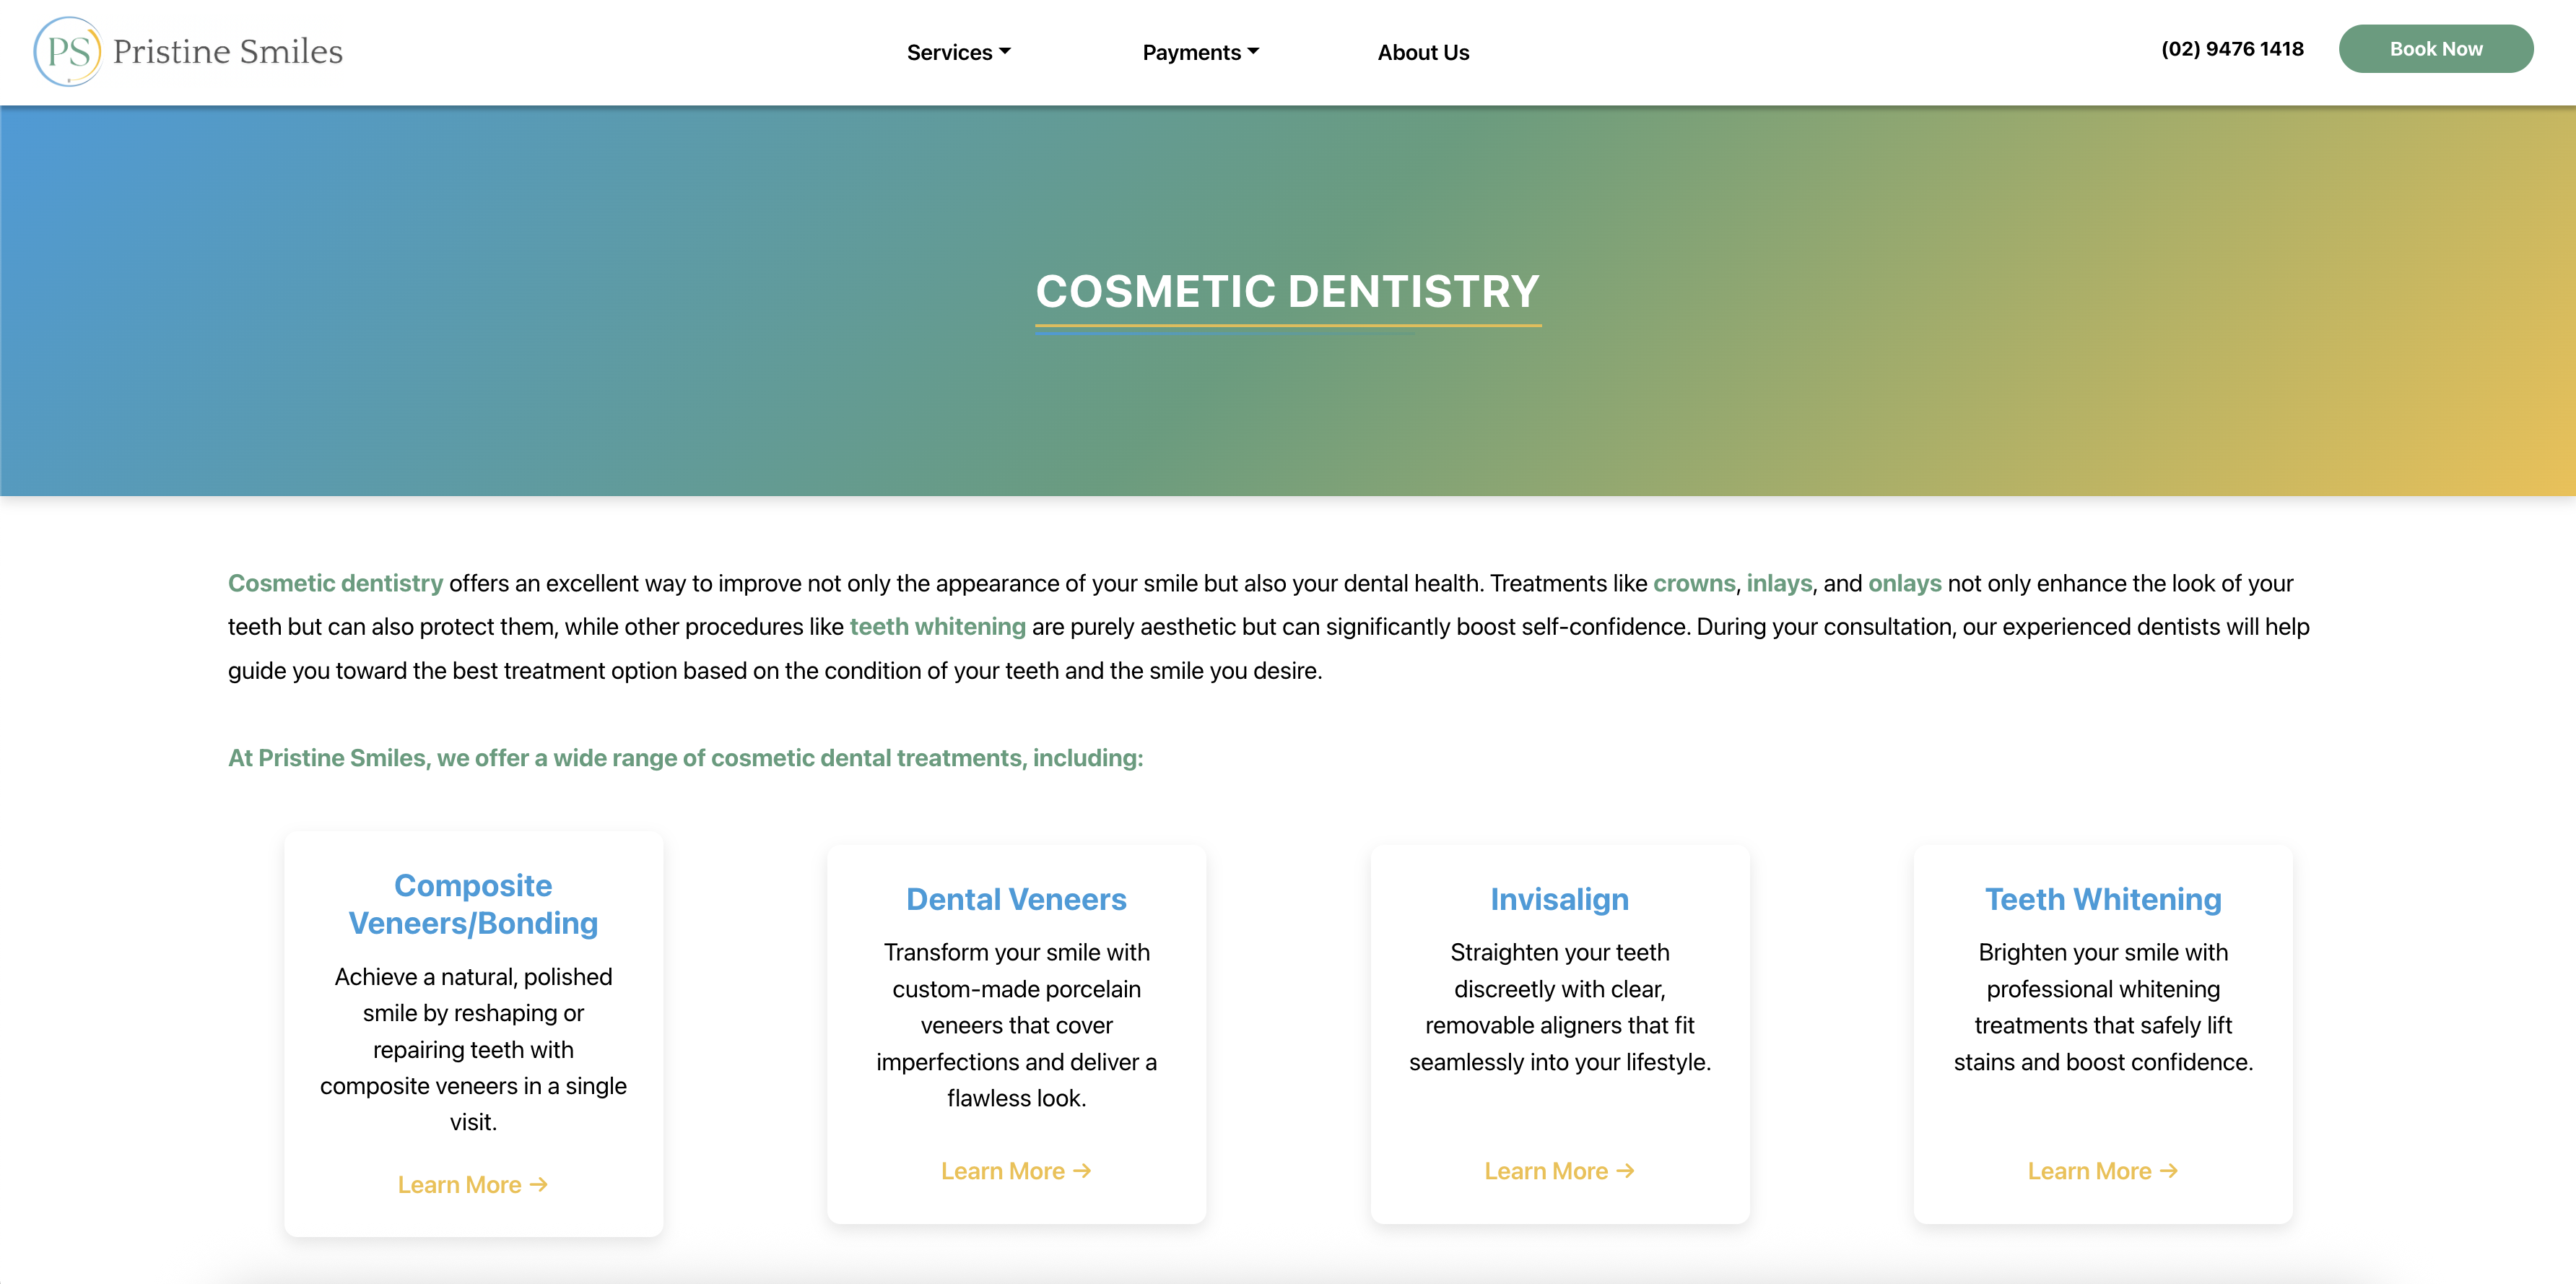 PS Pristine Smiles
Services
Payments
About Us
(02) 9476 1418
Book Now
COSMETIC DENTISTRY
Cosmetic dentistry offers an excellent way to improve not only the appearance of your smile but also your dental health. Treatments like crowns, inlays, and onlays not only enhance the look of your
teeth but can also protect them, while other procedures like teeth whitening are purely aesthetic but can significantly boost self-confidence. During your consultation, our experienced dentists will help
guide you toward the best treatment option based on the condition of your teeth and the smile you desire.
At Pristine Smiles, we offer a wide range of cosmetic dental treatments, including:
Composite
Veneers/Bonding
Achieve a natural, polished
smile by reshaping or
repairing teeth with
composite veneers in a single
visit.
Learn More →
Dental Veneers
Transform your smile with
custom-made porcelain
veneers that cover
imperfections and deliver a
flawless look.
Learn More →
Invisalign
Straighten your teeth
discreetly with clear,
removable aligners that fit
seamlessly into your lifestyle.
Learn More →
Teeth Whitening
Brighten your smile with
professional whitening
treatments that safely lift
stains and boost confidence.
Learn More →